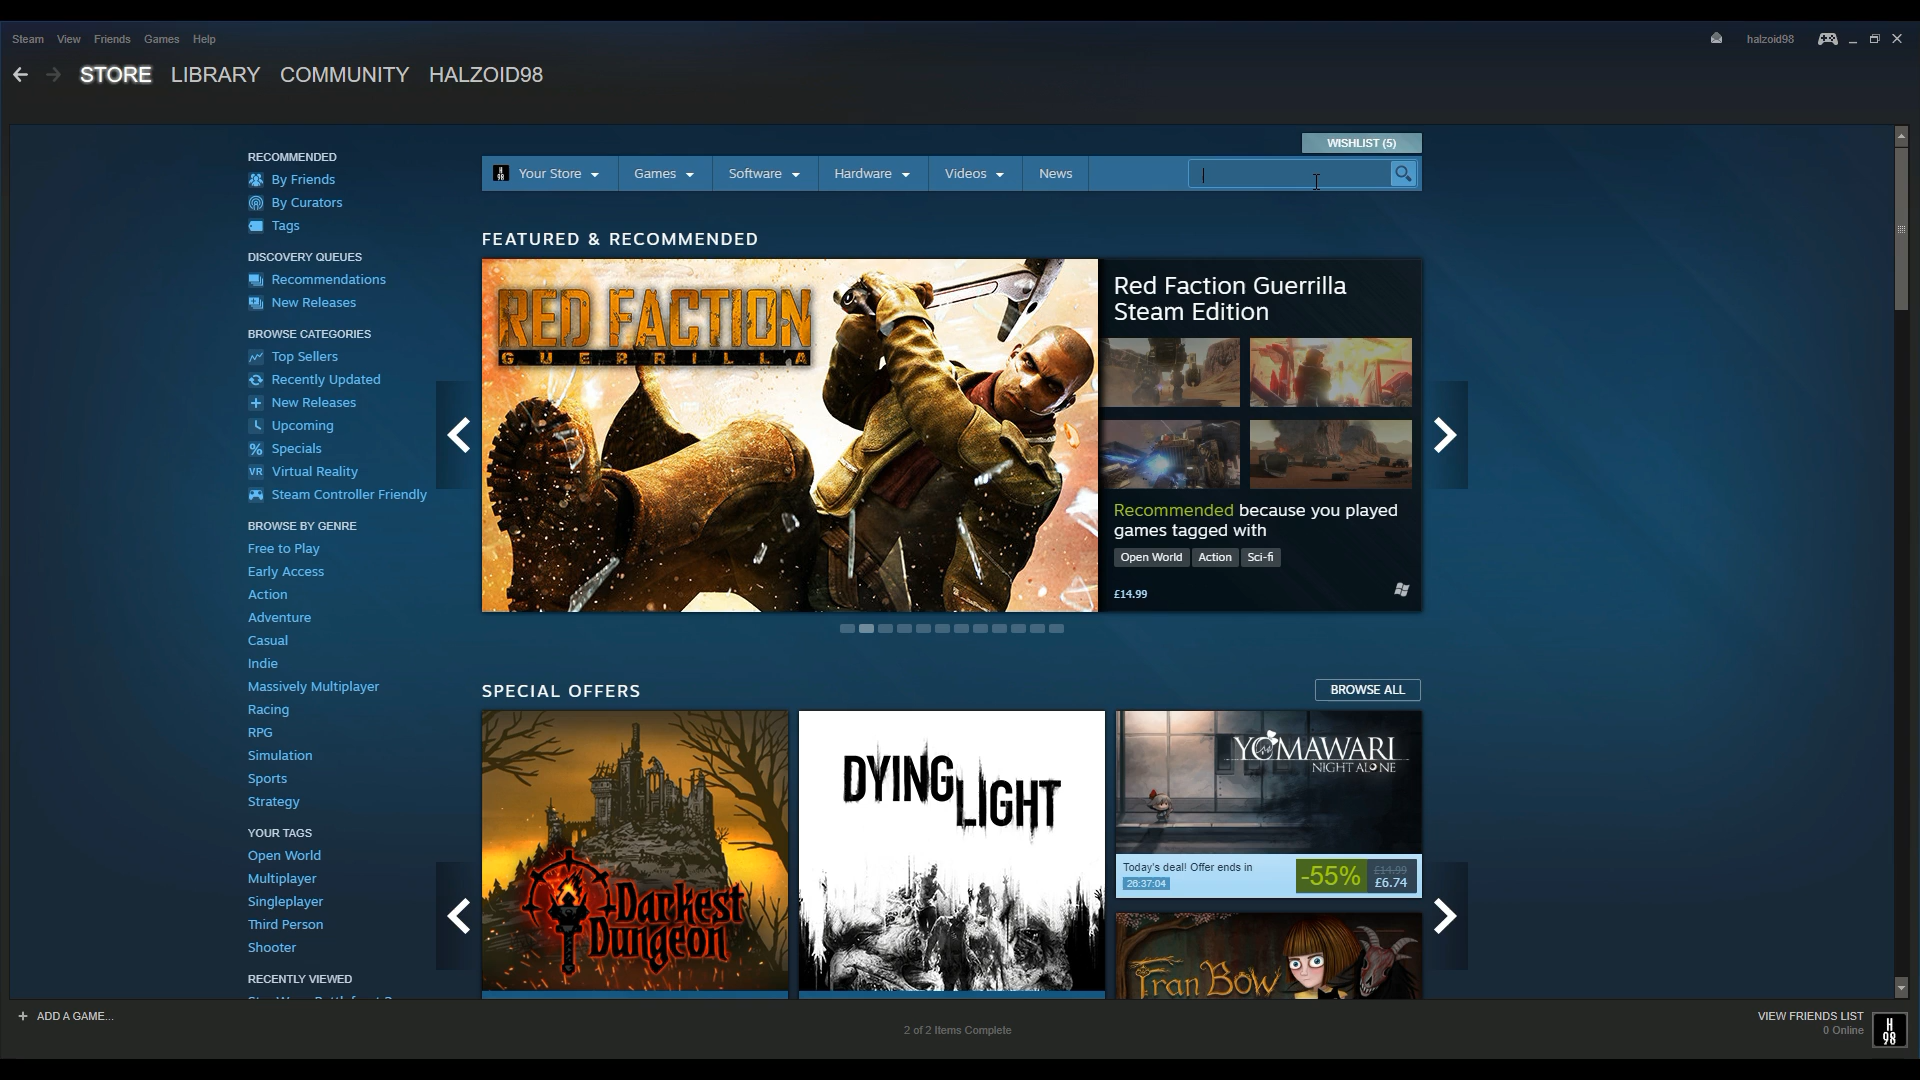 Steam View Friends Games Help
halzoid98
STORE LIBRARY COMMUNITY HALZOID98
WISHLIST (5)
Your Store Games Software Hardware Videos News
RECOMMENDED
By Friends
By Curators
Tags
DISCOVERY QUEUES
Recommendations
New Releases
BROWSE CATEGORIES
Top Sellers
Recently Updated
New Releases
Upcoming
% Specials
VR Virtual Reality
Steam Controller Friendly
BROWSE BY GENRE
Free to Play
Early Access
Action
Adventure
Casual
Indie
Massively Multiplayer
Racing
RPG
Simulation
Sports
Strategy
YOUR TAGS
Open World
Multiplayer
Singleplayer
Third Person
Shooter
RECENTLY VIEWED
FEATURED & RECOMMENDED
RED FACTION
GUERRILLA
Red Faction Guerrilla
Steam Edition
Recommended because you played
games tagged with
Open World Action Sci-fi
£14.99
SPECIAL OFFERS
BROWSE ALL
Darkest
Dungeon
DYING
LIGHT
YOMAWARI
NIGHT ALONE
Today's deal! Offer ends in
26:37:04
-55%
£14.99
£6.74
FRAN BOW
+ ADD A GAME...
2 of 2 Items Complete
VIEW FRIENDS LIST
0 Online
H
98